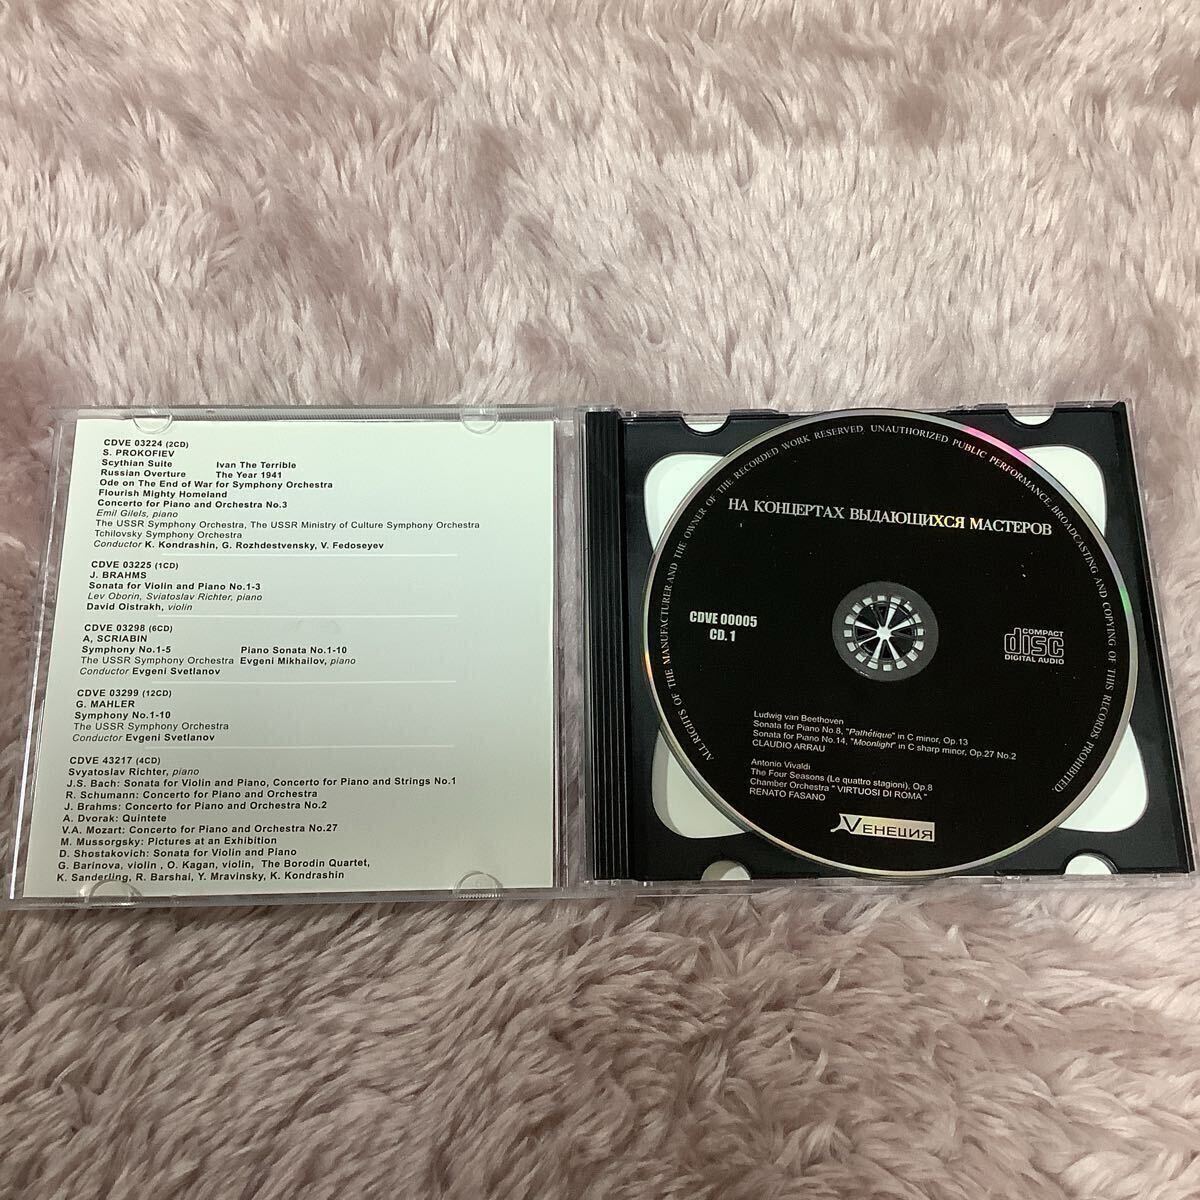 CDVE 03224 (2CD)
S. PROKOFIEV
Scythian Suite Ivan The Terrible
Russian Overture The Year 1941
Ode on The End of War for Symphony Orchestra
Flourish Mighty Homeland
Concerto for Piano and Orchestra No.3
Emil Gilels, piano
The USSR Symphony Orchestra, The USSR Ministry of Culture Symphony Orchestra
Tchilovsky Symphony Orchestra
Conductor K. Kondrashin, G. Rozhdestvensky, V. Fedoseyev
CDVE 03225 (1CD)
J. BRAHMS
Sonata for Violin and Piano No.1-3
Lev Oborin, Sviatoslav Richter, piano
David Oistrakh, violin
CDVE 03298 (6CD)
A, SCRIABIN
Symphony No.1-5 Piano Sonata No.1-10
The USSR Symphony Orchestra Evgeni Mikhailov, piano
Conductor Evgeni Svetlanov
CDVE 03299 (12CD)
G. MAHLER
Symphony No.1-10
The USSR Symphony Orchestra
Conductor Evgeni Svetlanov
CDVE 43217 (4CD)
Svyatoslav Richter, piano
J.S. Bach: Sonata for Violin and Piano, Concerto for Piano and Strings No.1
R. Schumann: Concerto for Piano and Orchestra
J. Brahms: Concerto for Piano and Orchestra No.2
A. Dvorak: Quintete
V.A. Mozart: Concerto for Piano and Orchestra No.27
M. Mussorgsky: Pictures at an Exhibition
D. Shostakovich: Sonata for Violin and Piano
G. Barinova, violin , O. Kagan, violin, The Borodin Quartet,
K. Sanderling, R. Barshai, Y. Mravinsky, K. Kondrashin
ALL RIGHTS OF THE MANUFACTURER AND THE OWNER OF THE RECORDED WORK RESERVED. UNAUTHORIZED PUBLIC PERFORMANCE, BROADCASTING AND COPYING OF THIS RECORDS PROHIBITED
НА КОНЦЕРТАХ ВЫДАЮЩИХСЯ МАСТЕРОВ
CDVE 00005
CD. 1
COMPACT
disc
DIGITAL AUDIO
Ludwig van Beethoven
Sonata for Piano No.8, "Pathétique" in C minor, Op.13
Sonata for Piano No.14, "Moonlight" in C sharp minor, Op.27 No.2
CLAUDIO ARRAU
Antonio Vivaldi
The Four Seasons (Le quattro stagioni), Op.8
Chamber Orchestra " VIRTUOSI DI ROMA "
RENATO FASANO
VЕНЕЦИЯ